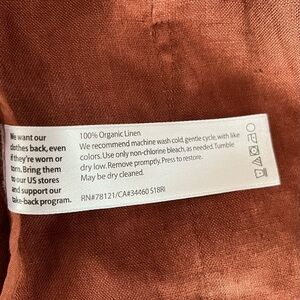 We want our
clothes back, even
if they're worn or
torn. Bring them
to our US stores
and support our
take-back program.
100% Organic Linen
We recommend machine wash cold, gentle cycle, with like
colors. Use only non-chlorine bleach, as needed. Tumble
dry low. Remove promptly. Press to restore.
May be dry cleaned.
RN#78121/CA#34460 S18RI